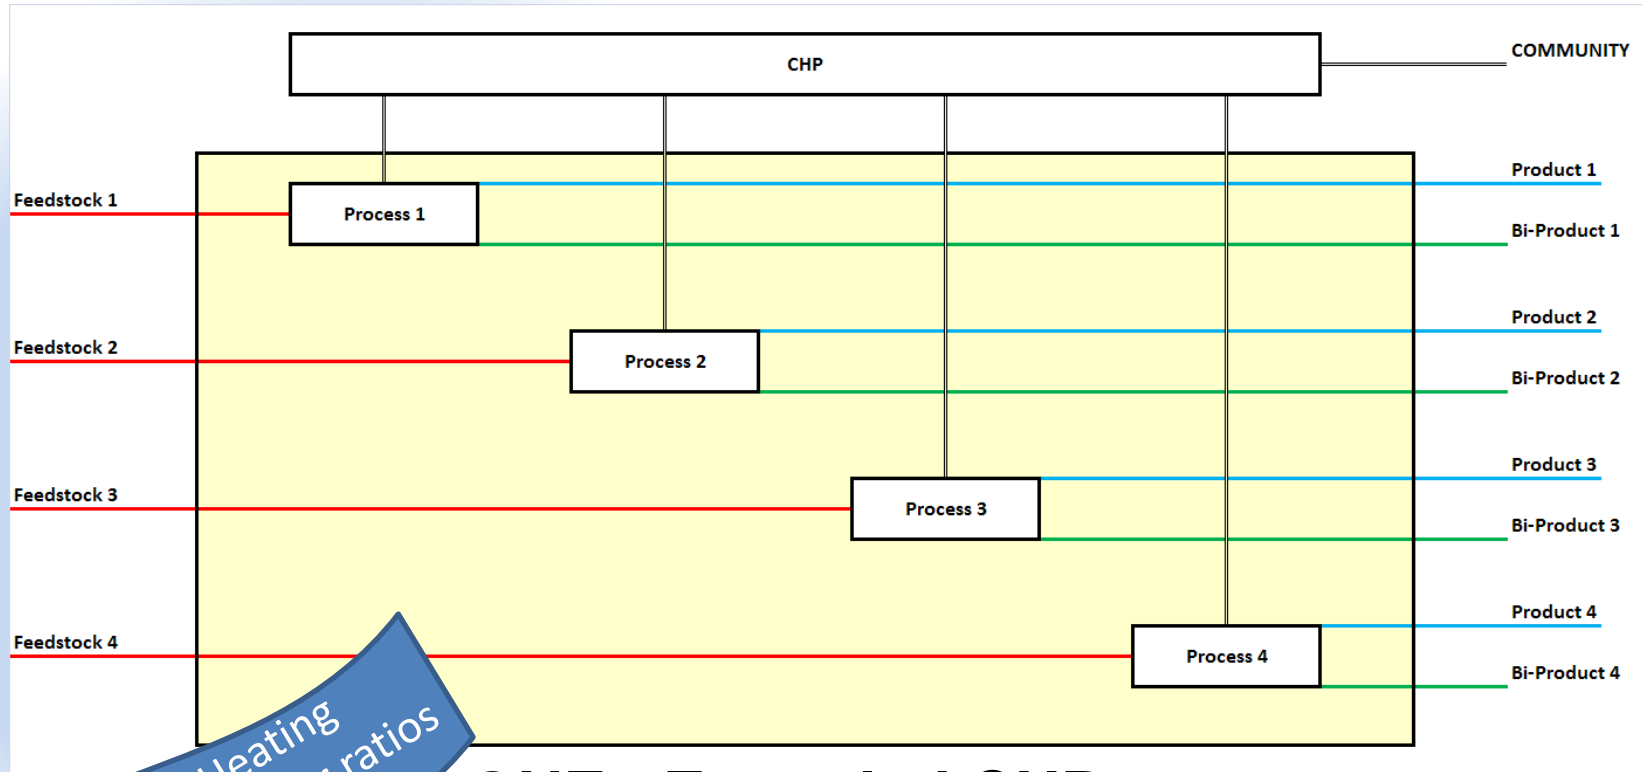 CHP
COMMUNITY
Product 1
Feedstock 1
Process 1
Bi-Product 1
Product 2
Feedstock 2
Process 2
Bi-Product 2
Product 3
Feedstock 3
Process 3
Bi-Product 3
Product 4
Feedstock 4
Process 4
Bi-Product 4
Heating
ratios